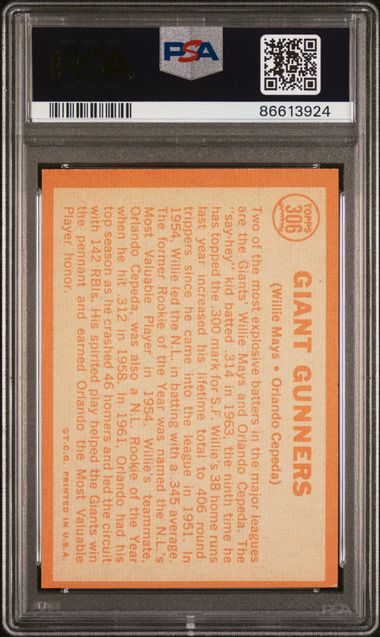 PSA
86613924
TOPPS
306
GIANT GUNNERS
(Willie Mays • Orlando Cepeda)
Two of the most explosive batters in the major leagues
are the Giants' Willie Mays and Orlando Cepeda. The
"say-hey" kid batted .314 in 1963, the ninth time he
has topped the .300 mark for S.F. Willie's 38 home runs
last year increased his lifetime total to 406 round-
trippers since he came into the league in 1951. In
1954, Willie led the N.L. in batting with a .345 average.
The former Rookie of the Year was named the N.L.'s
Most Valuable Player in 1954. Willie's teammate,
Orlando Cepeda, was also a N.L. Rookie of the Year
when he hit .312 in 1958. In 1961, Orlando had his
top season as he crashed 46 homers and led the circuit
with 142 RBIs. His spirited play helped the Giants win
the pennant and earned Orlando the Most Valuable
Player honor.
©T.C.G. PRINTED IN U.S.A.